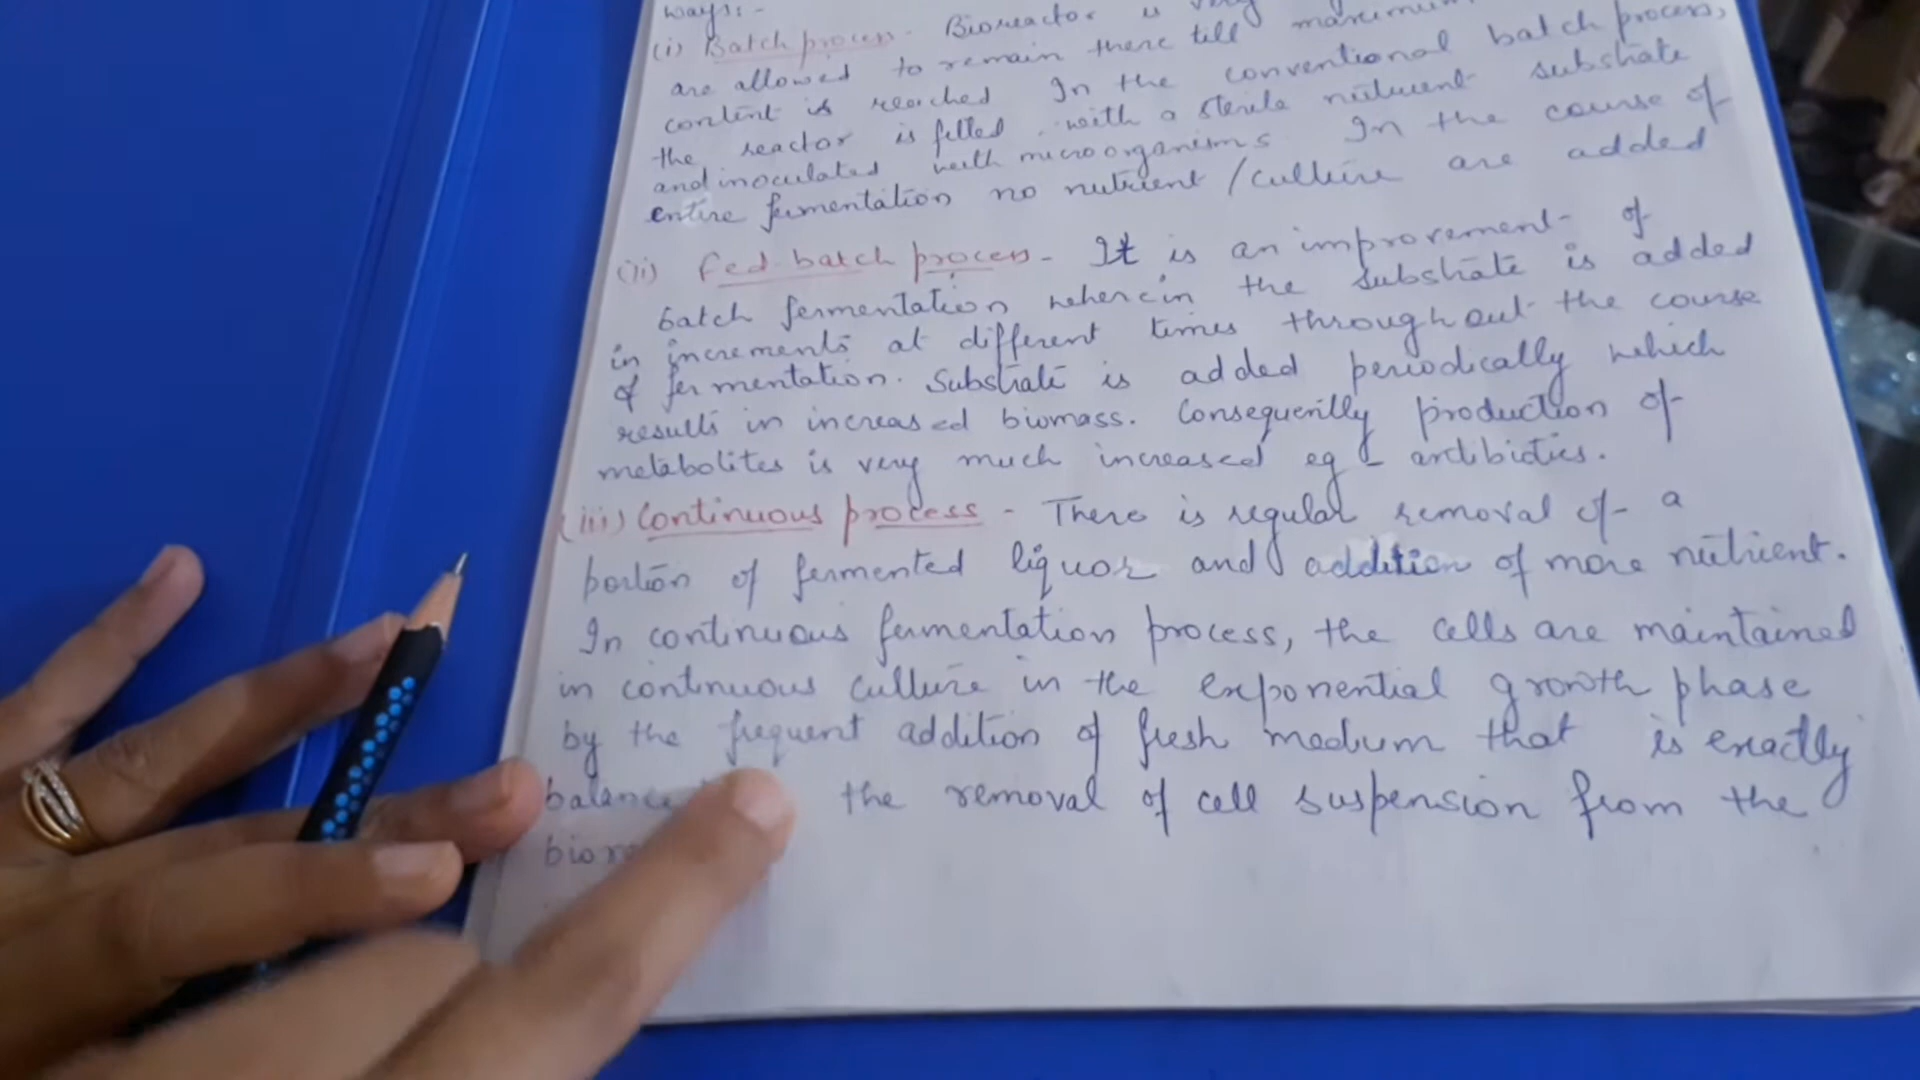 ways:-
(i) Batch process - Bioreactor is
are allowed to remain there till maximum
content is reached In the conventional batch process,
the reactor is filled with a sterile nutrient substrate
and inoculated with microorganisms. In the course of
entire fermentation no nutrient / culture are added
(ii) Fed-batch process - It is an improvement of
batch fermentation wherein the substrate is added
in increments at different times throughout the course
of fermentation. Substrate is added periodically which
results in increased biomass. Consequently production of
metabolites is very much increased eg - antibiotics.
(iii) Continuous process - There is regular removal of a
portion of fermented liquor and addition of more nutrient.
In continuous fermentation process, the cells are maintained
in continuous culture in the exponential growth phase
by the frequent addition of fresh medium that is exactly
the removal of cell suspension from the